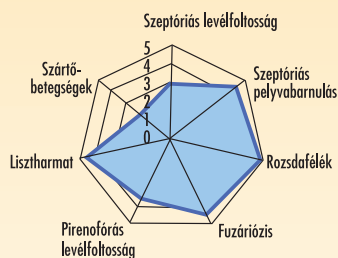 Szeptóriás levélfoltosság
5
4
3
2
1
0
Szártő-
betegségek
Szeptóriás
pelyvabarnulás
Lisztharmat
Rozsdafélék
Pirenofórás
levélfoltosság
Fuzáriózis